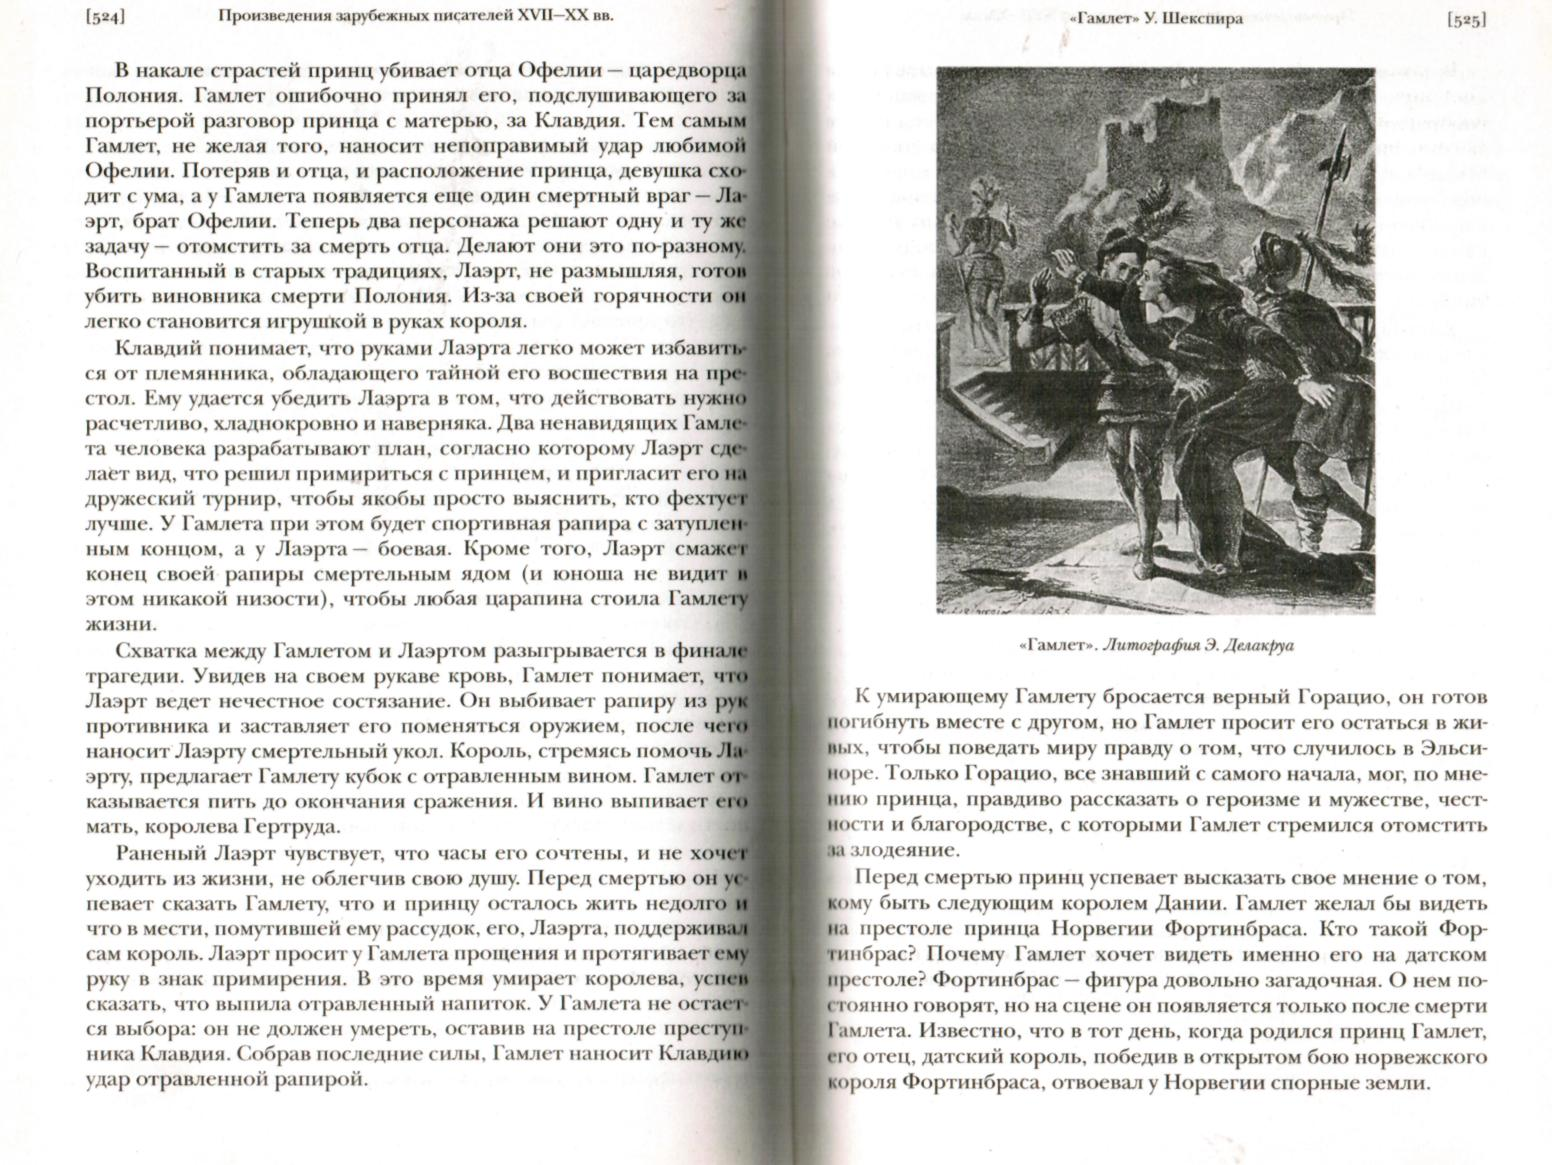 [524]
Произведения зарубежных писателей XVII—XX вв.
В накале страстей принц убивает отца Офелии — царедворца
Полония. Гамлет ошибочно принял его, подслушивающего за
портьерой разговор принца с матерью, за Клавдия. Тем самым
Гамлет, не желая того, наносит непоправимый удар любимой
Офелии. Потеряв и отца, и расположение принца, девушка схо-
дит с ума, а у Гамлета появляется еще один смертный враг — Ла-
эрт, брат Офелии. Теперь два персонажа решают одну и ту же
задачу — отомстить за смерть отца. Делают они это по-разному.
Воспитанный в старых традициях, Лаэрт, не размышляя, готов
убить виновника смерти Полония. Из-за своей горячности он
легко становится игрушкой в руках короля.
Клавдий понимает, что руками Лаэрта легко может избавить-
ся от племянника, обладающего тайной его восшествия на пре-
стол. Ему удается убедить Лаэрта в том, что действовать нужно
расчетливо, хладнокровно и наверняка. Два ненавидящих Гамле-
та человека разрабатывают план, согласно которому Лаэрт сде-
лает вид, что решил примириться с принцем, и пригласит его на
дружеский турнир, чтобы якобы просто выяснить, кто фехтует
лучше. У Гамлета при этом будет спортивная рапира с затуплен-
ным концом, а у Лаэрта — боевая. Кроме того, Лаэрт смажет
конец своей рапиры смертельным ядом (и юноша не видит в
этом никакой низости), чтобы любая царапина стоила Гамлету
жизни.
Схватка между Гамлетом и Лаэртом разыгрывается в финале
трагедии. Увидев на своем рукаве кровь, Гамлет понимает, что
Лаэрт ведет нечестное состязание. Он выбивает рапиру из рук
противника и заставляет его поменяться оружием, после чего
наносит Лаэрту смертельный укол. Король, стремясь помочь Ла-
эрту, предлагает Гамлету кубок с отравленным вином. Гамлет от-
казывается пить до окончания сражения. И вино выпивает его
мать, королева Гертруда.
Раненый Лаэрт чувствует, что часы его сочтены, и не хочет
уходить из жизни, не облегчив свою душу. Перед смертью он ус-
певает сказать Гамлету, что и принцу осталось жить недолго и
что в мести, помутившей ему рассудок, его, Лаэрта, поддерживал
сам король. Лаэрт просит у Гамлета прощения и протягивает ему
руку в знак примирения. В это время умирает королева, успев
сказать, что выпила отравленный напиток. У Гамлета не остает-
ся выбора: он не должен умереть, оставив на престоле преступ-
ника Клавдия. Собрав последние силы, Гамлет наносит Клавдию
удар отравленной рапирой.
«Гамлет» У. Шекспира
[525]
«Гамлет». Литография Э. Делакруа
К умирающему Гамлету бросается верный Горацио, он готов
погибнуть вместе с другом, но Гамлет просит его остаться в жи-
вых, чтобы поведать миру правду о том, что случилось в Эльси-
норе. Только Горацио, все знавший с самого начала, мог, по мне-
нию принца, правдиво рассказать о героизме и мужестве, чест-
ности и благородстве, с которыми Гамлет стремился отомстить
за злодеяние.
Перед смертью принц успевает высказать свое мнение о том,
кому быть следующим королем Дании. Гамлет желал бы видеть
на престоле принца Норвегии Фортинбраса. Кто такой Фор-
тинбрас? Почему Гамлет хочет видеть именно его на датском
престоле? Фортинбрас — фигура довольно загадочная. О нем по-
стоянно говорят, но на сцене он появляется только после смерти
Гамлета. Известно, что в тот день, когда родился принц Гамлет,
его отец, датский король, победив в открытом бою норвежского
короля Фортинбраса, отвоевал у Норвегии спорные земли.